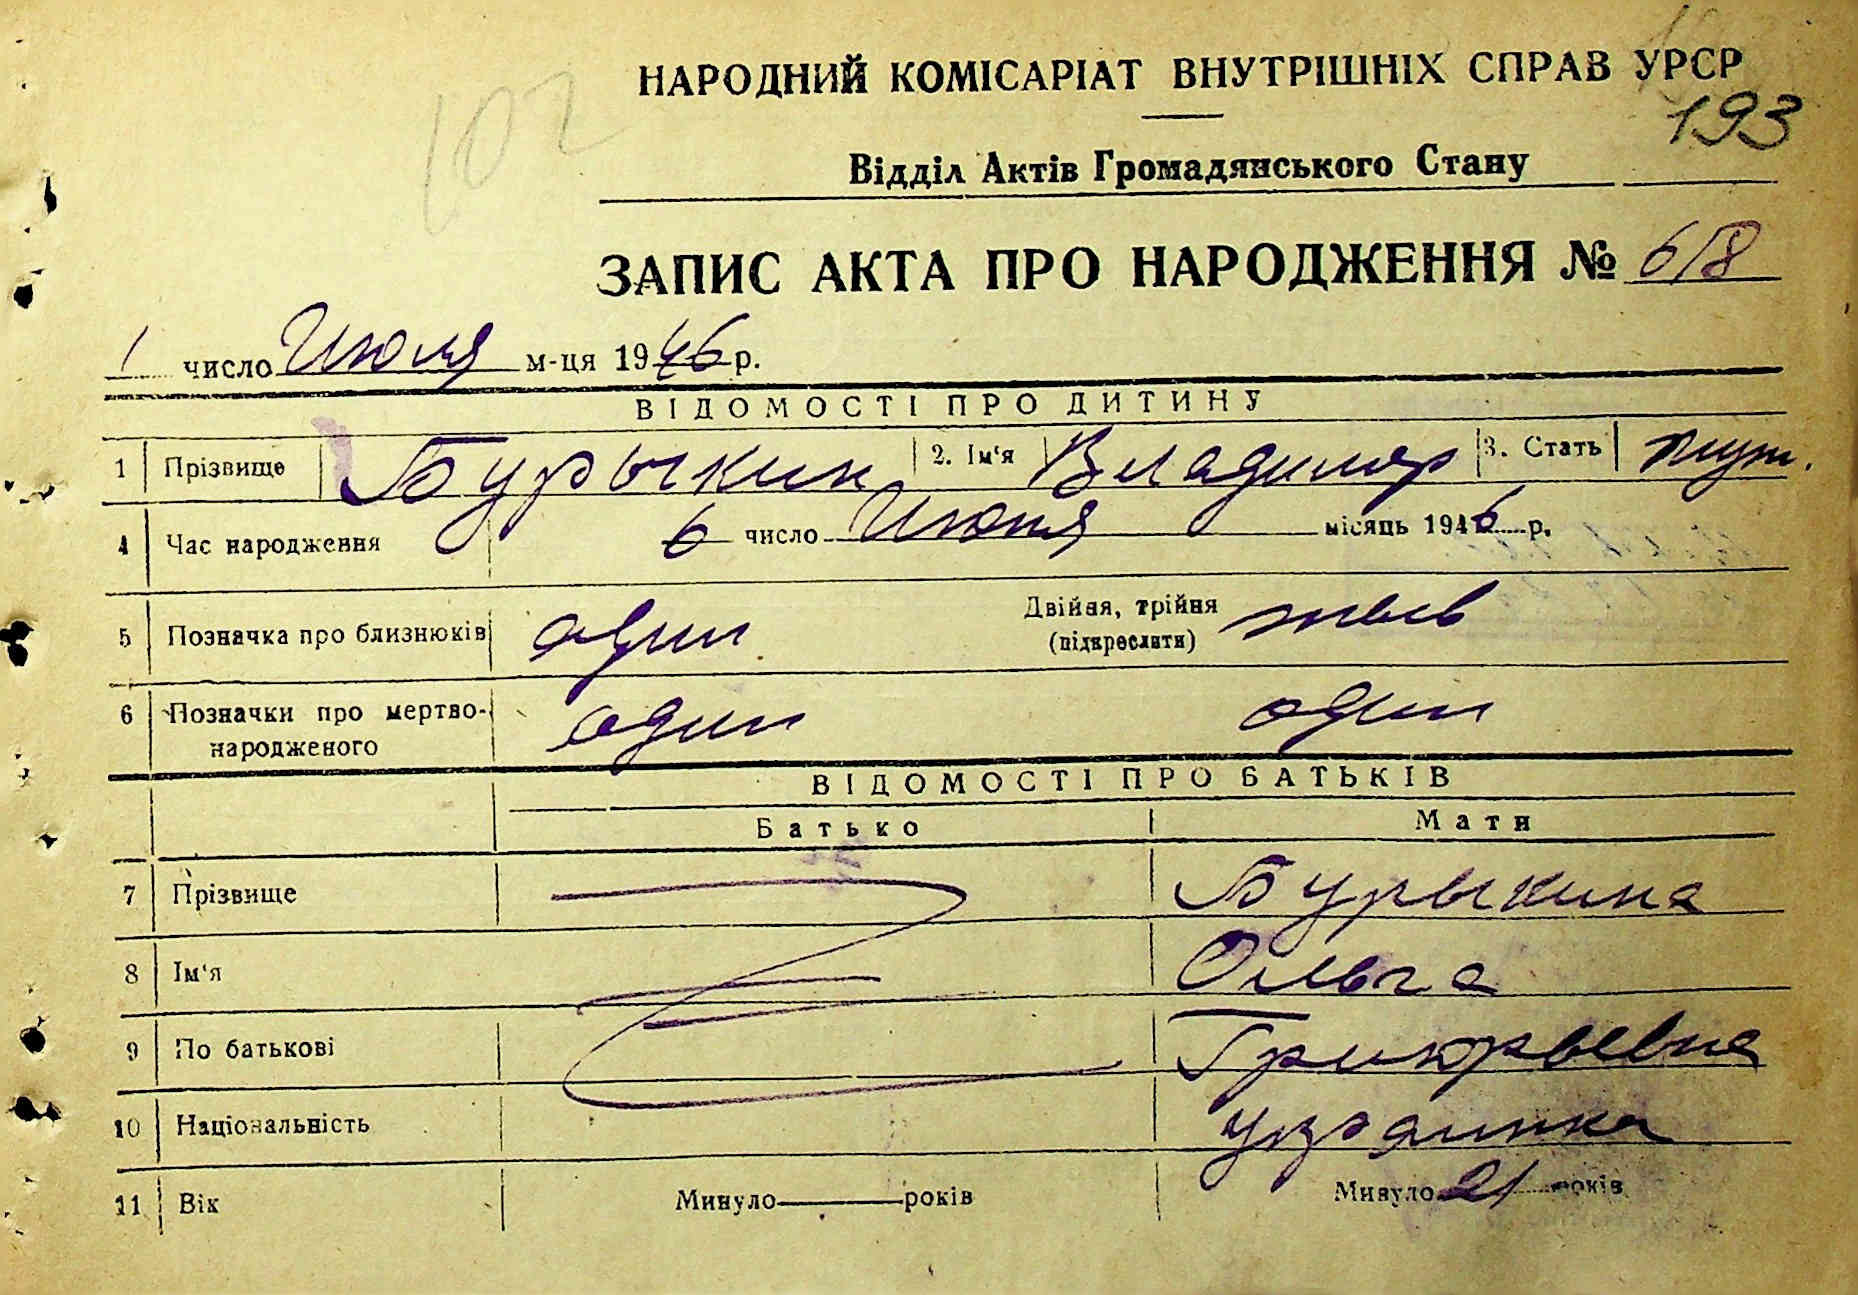 102
НАРОДНИЙ КОМІСАРІАТ ВНУТРІШНІХ СПРАВ УРСР
193
Відділ Актів Громадянського Стану
ЗАПИС АКТА ПРО НАРОДЖЕННЯ № 618
1 число Июля м-ця 1946 р.
ВІДОМОСТІ ПРО ДИТИНУ
1 Прізвище Бурыкин 2. Ім'я Владимир 3. Стать муж.
4 Час народження 6 число Июня місяць 1946 р.
5 Позначка про близнюків один Двійня, трійня
(підкреслити)
6 Позначки про мертво- один один
народженого
ВІДОМОСТІ ПРО БАТЬКІВ
Батько Мати
7 Прізвище Бурыкина
8 Ім'я Ольга
9 По батькові Григорьевна
10 Національність украинка
11 Вік Минуло років Минуло 21 років